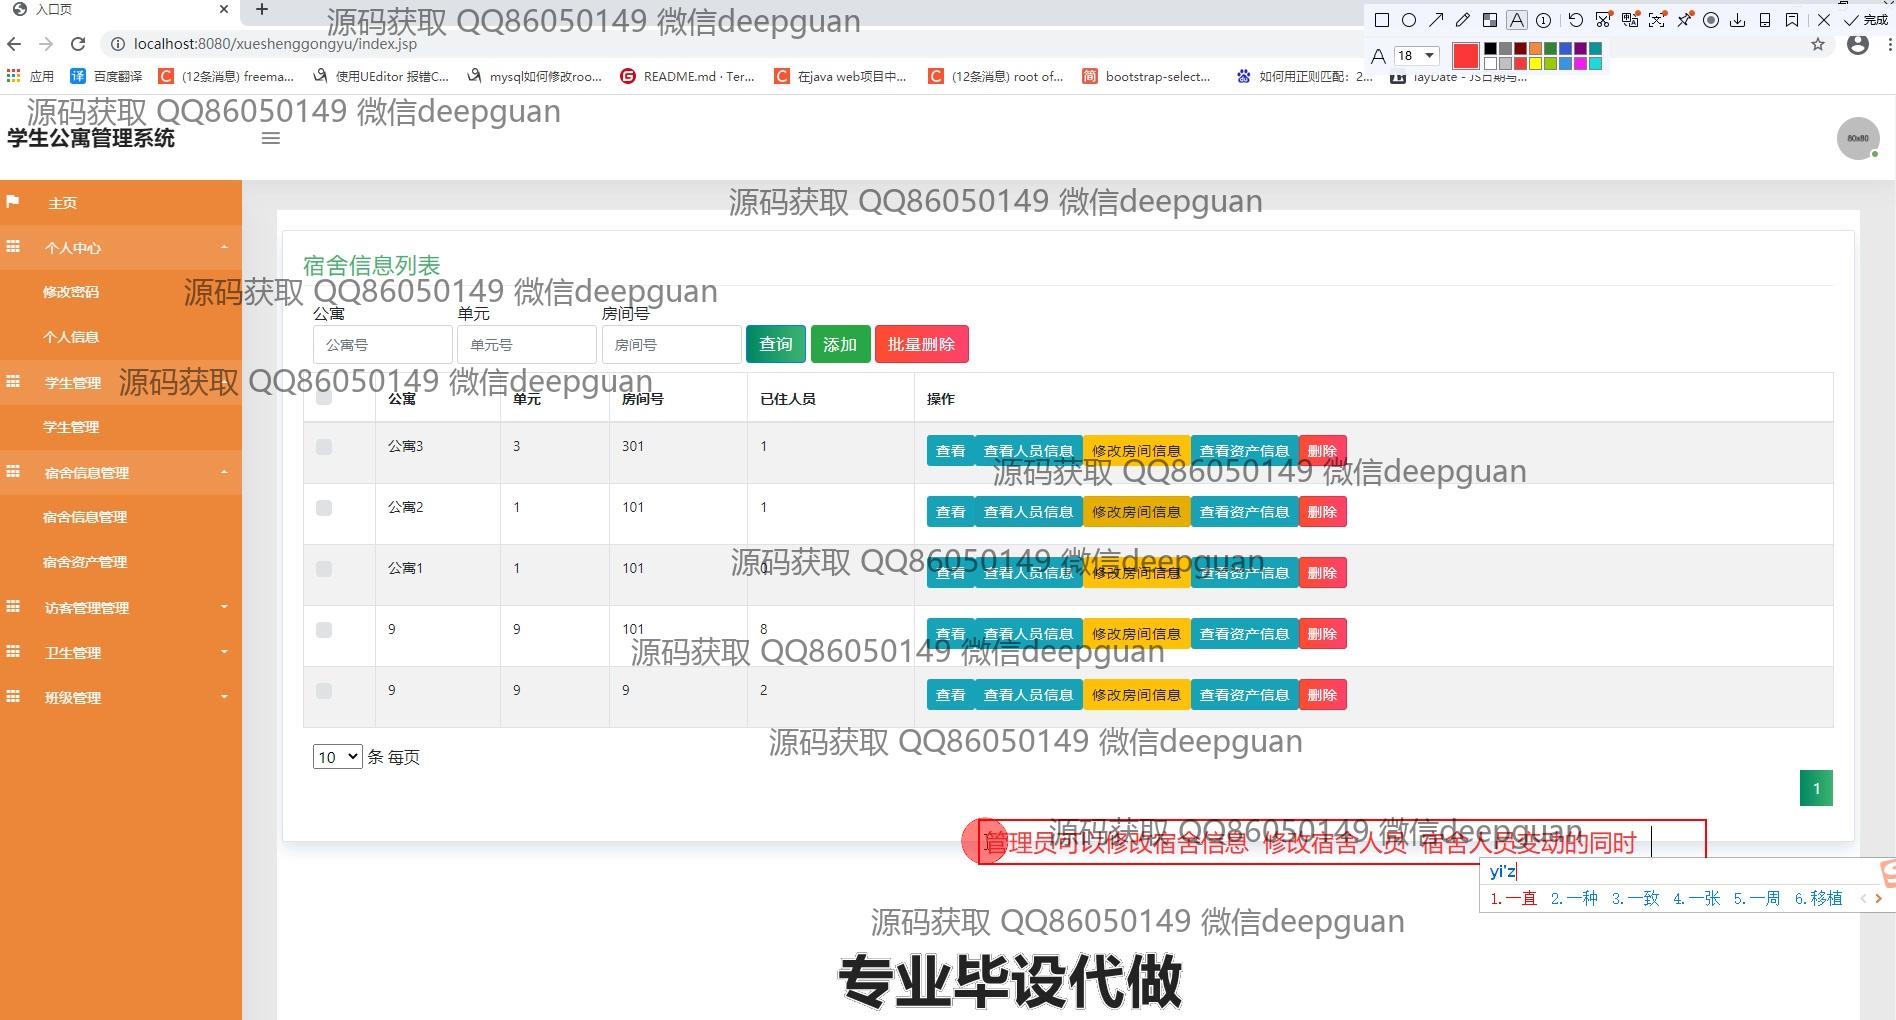 入口页
源码获取 QQ86050149 微信deepguan
完成
localhost:8080/xueshenggongyu/index.jsp
18
应用
百度翻译
(12条消息) freema...
使用UEditor 报错C...
mysql如何修改roo...
README.md · Ter...
在java web项目中...
(12条消息) root of...
bootstrap-select...
如何用正则匹配：2...
layDate - JS日期与...
源码获取 QQ86050149 微信deepguan
学生公寓管理系统
80x80
主页
源码获取 QQ86050149 微信deepguan
个人中心
宿舍信息列表
修改密码
源码获取 QQ86050149 微信deepguan
公寓 单元 房间号
个人信息
公寓号 单元号 房间号 查询 添加 批量删除
学生管理
源码获取 QQ86050149 微信deepguan
公寓 单元 房间号 已住人员 操作
学生管理
公寓3 3 301 1 查看 查看人员信息 修改房间信息 查看资产信息 删除
宿舍信息管理
源码获取 QQ86050149 微信deepguan
公寓2 1 101 1 查看 查看人员信息 修改房间信息 查看资产信息 删除
宿舍信息管理
宿舍资产管理
源码获取 QQ86050149 微信deepguan
公寓1 1 101 0 查看 查看人员信息 修改房间信息 查看资产信息 删除
访客管理管理
9 9 101 8 查看 查看人员信息 修改房间信息 查看资产信息 删除
卫生管理
源码获取 QQ86050149 微信deepguan
9 9 9 2 查看 查看人员信息 修改房间信息 查看资产信息 删除
班级管理
源码获取 QQ86050149 微信deepguan
10 条 每页
1
源码获取 QQ86050149 微信deepguan
管理员可以修改宿舍信息 修改宿舍人员 宿舍人员变动的同时
yi'z
1.一直 2.一种 3.一致 4.一张 5.一周 6.移植
源码获取 QQ86050149 微信deepguan
专业毕设代做